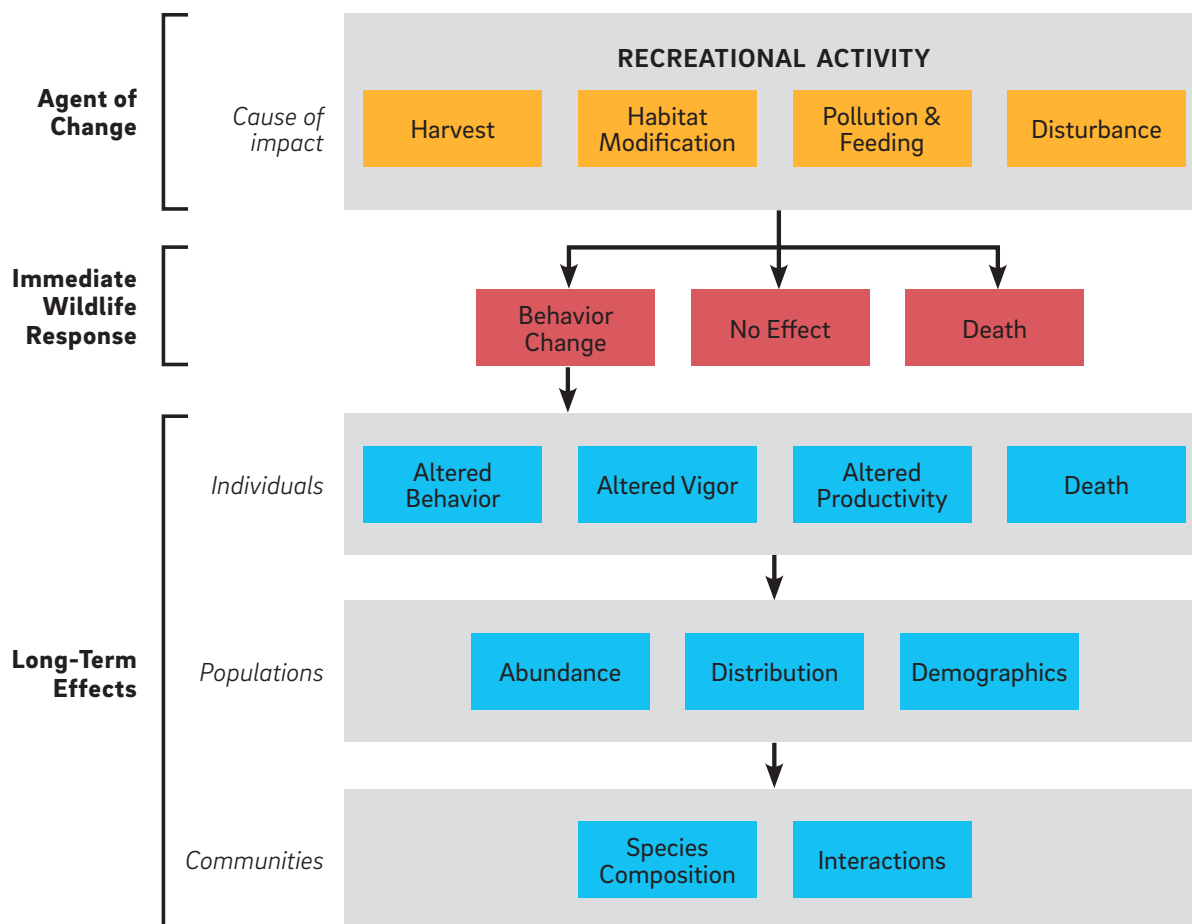 RECREATIONAL ACTIVITY
Agent of
Change
Cause of
impact
Harvest
Habitat
Modification
Pollution &
Feeding
Disturbance
Immediate
Wildlife
Response
Behavior
Change
No Effect
Death
Long-Term
Effects
Individuals
Altered
Behavior
Altered Vigor
Altered
Productivity
Death
Populations
Abundance
Distribution
Demographics
Communities
Species
Composition
Interactions